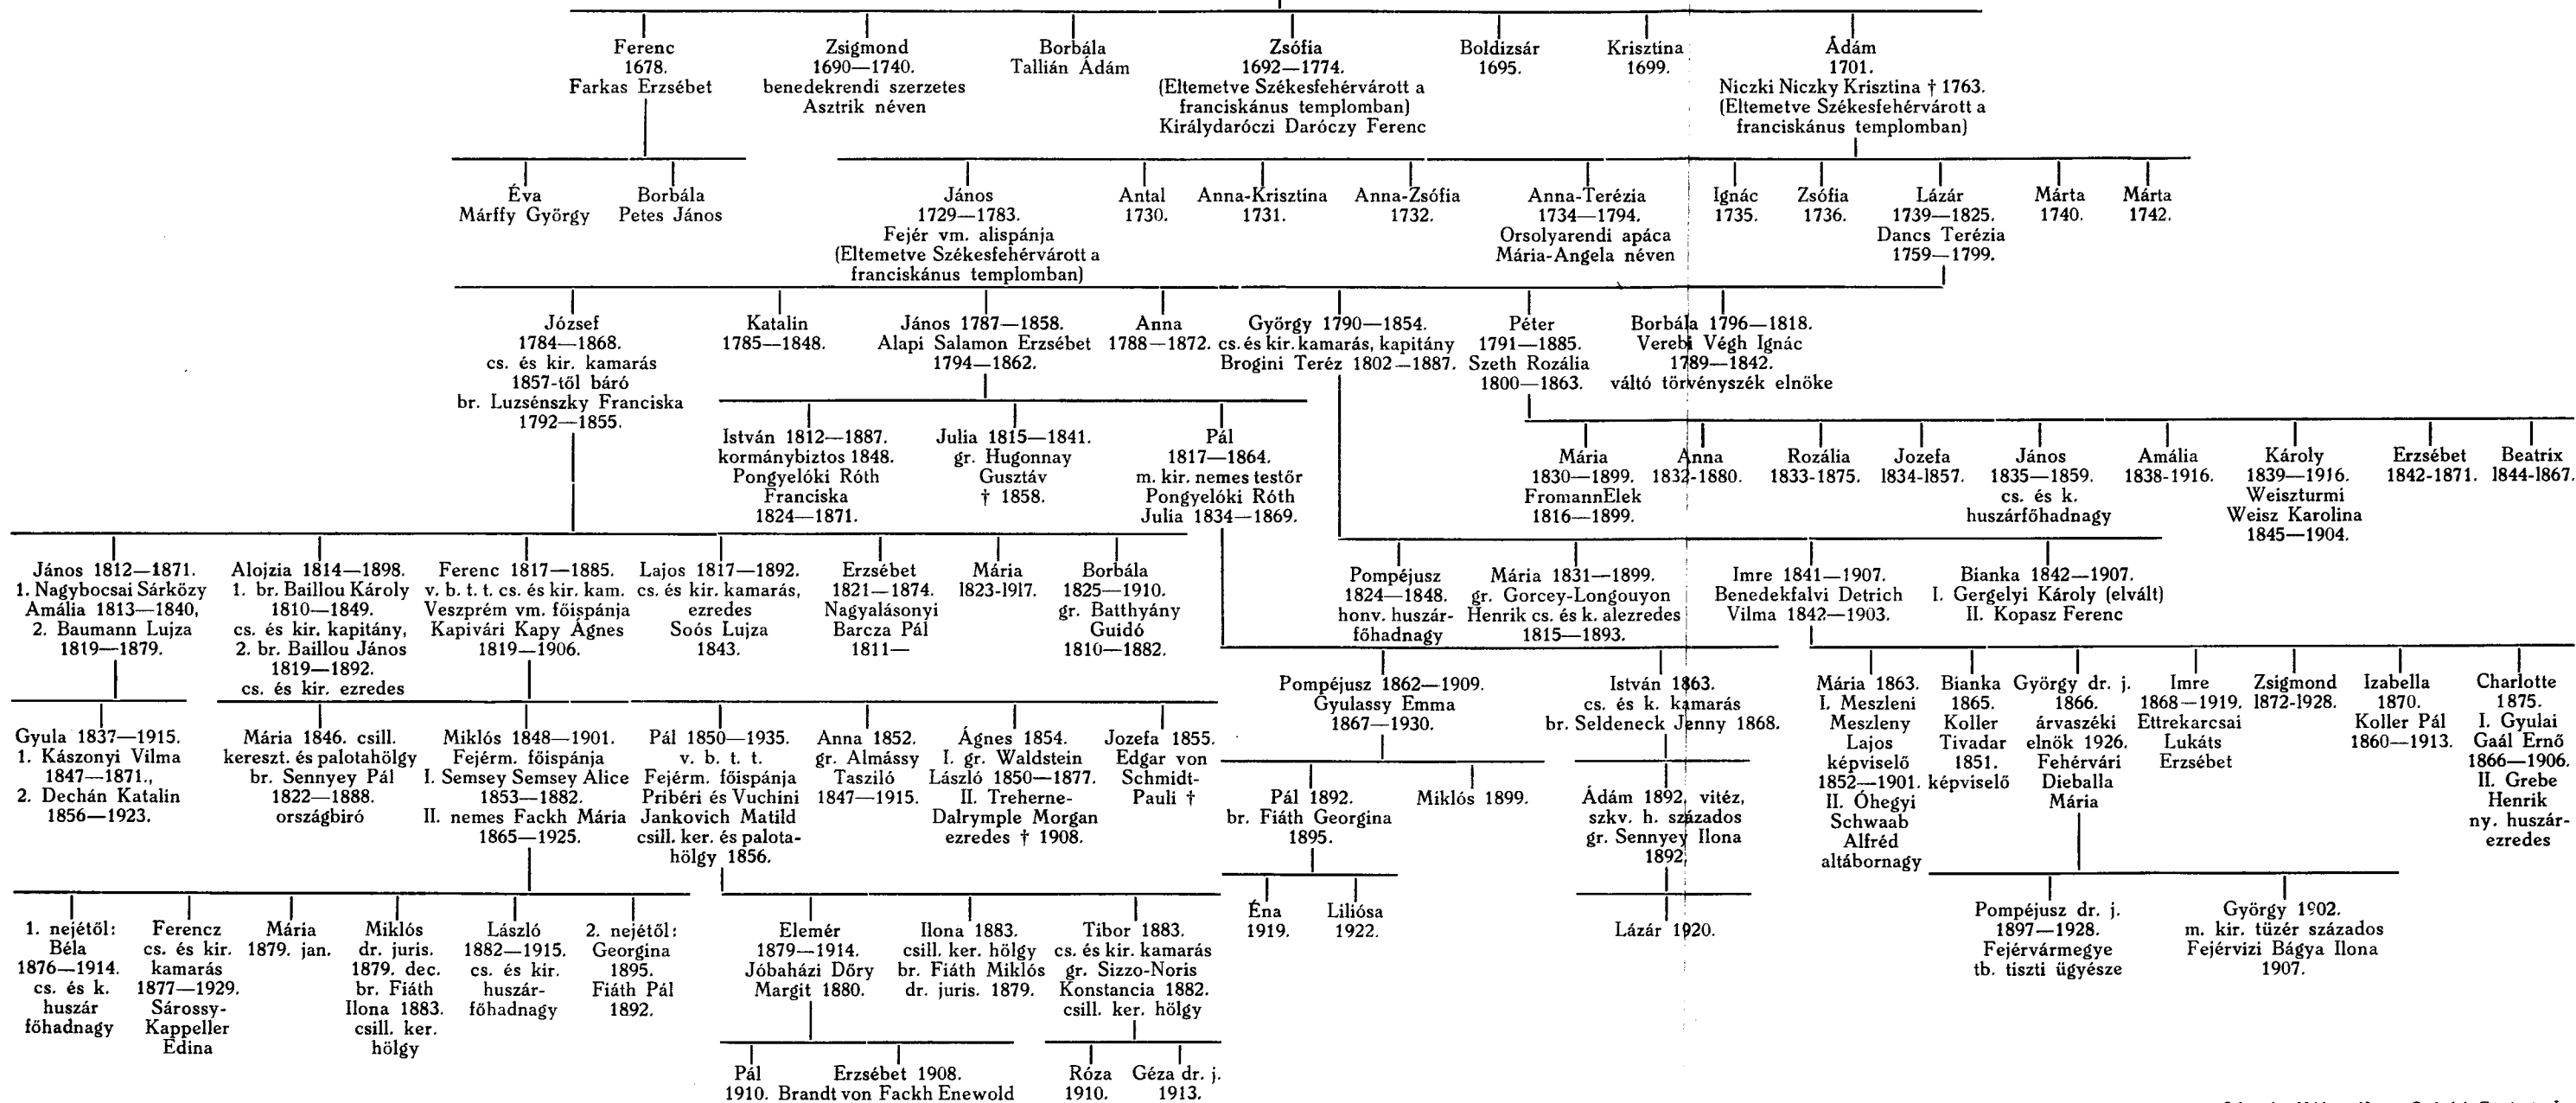 Ferenc
1678.
Farkas Erzsébet
Zsigmond
1690—1740.
benedekrendi szerzetes
Asztrik néven
Borbála
Tallián Ádám
Zsófia
1692—1774.
(Eltemetve Székesfehérvárott a
franciskánus templomban)
Királydaróczi Daróczy Ferenc
Boldizsár
1695.
Krisztina
1699.
Ádám
1701.
Niczki Niczky Krisztina † 1763.
(Eltemetve Székesfehérvárott a
franciskánus templomban)
Éva
Márffy György
Borbála
Petes János
János
1729—1783.
Fejér vm. alispánja
(Eltemetve Székesfehérvárott a
franciskánus templomban)
Antal
1730.
Anna-Krisztina
1731.
Anna-Zsófia
1732.
Anna-Terézia
1734—1794.
Orsolyarendi apáca
Mária-Angela néven
Ignác
1735.
Zsófia
1736.
Lázár
1739—1825.
Dancs Terézia
1759—1799.
Márta
1740.
Márta
1742.
József
1784—1868.
cs. és kir. kamarás
1857-től báró
br. Luzsénszky Franciska
1792—1855.
Katalin
1785—1848.
János 1787—1858.
Alapi Salamon Erzsébet
1794—1862.
Anna
1788—1872.
György 1790—1854.
cs. és kir. kamarás, kapitány
Brogini Teréz 1802—1887.
Péter
1791—1885.
Szeth Rozália
1800—1863.
Borbála 1796—1818.
Verebi Végh Ignác
1789—1842.
váltó törvényszék elnöke
István 1812—1887.
kormánybiztos 1848.
Pongyelóki Róth
Franciska
1824—1871.
Julia 1815—1841.
gr. Hugonnay
Gusztáv
† 1858.
Pál
1817—1864.
m. kir. nemes testőr
Pongyelóki Róth
Julia 1834—1869.
Mária
1830—1899.
FromannElek
1816—1899.
Anna
1832-1880.
Rozália
1833-1875.
Jozefa
1834-1857.
János
1835—1859.
cs. és k.
huszárfőhadnagy
Amália
1838-1916.
Károly
1839—1916.
Weiszturmi
Weisz Karolina
1845—1904.
Erzsébet
1842-1871.
Beatrix
1844-1867.
János 1812—1871.
1. Nagybocsai Sárközy
Amália 1813—1840,
2. Baumann Lujza
1819—1879.
Alojzia 1814—1898.
1. br. Baillou Károly
1810—1849.
cs. és kir. kapitány,
2. br. Baillou János
1819—1892.
cs. és kir. ezredes
Ferenc 1817—1885.
v. b. t. t. cs. és kir. kam.
Veszprém vm. főispánja
Kapivári Kapy Ágnes
1819—1906.
Lajos 1817—1892.
cs. és kir. kamarás,
ezredes
Soós Lujza
1843.
Erzsébet
1821—1874.
Nagyalásonyi
Barcza Pál
1811—
Mária
1823-1917.
Borbála
1825—1910.
gr. Batthyány
Guidó
1810—1882.
Pompéjusz
1824—1848.
honv. huszár-
főhadnagy
Mária 1831—1899.
gr. Gorcey-Longouyon
Henrik cs. és k. alezredes
1815—1893.
Imre 1841—1907.
Benedekfalvi Detrich
Vilma 1842—1903.
Bianka 1842—1907.
I. Gergelyi Károly (elvált)
II. Kopasz Ferenc
Pompéjusz 1862—1909.
Gyulassy Emma
1867—1930.
István 1863.
cs. és k. kamarás
br. Seldeneck Jenny 1868.
Mária 1863.
I. Meszleni
Meszleny
Lajos
képviselő
1852—1901.
II. Óhegyi
Schwaab
Alfréd
altábornagy
Bianka
1865.
Koller
Tivadar
1851.
képviselő
György dr. j.
1866.
árvaszéki
elnök 1926.
Fehérvári
Dieballa
Mária
Imre
1868—1919.
Ettrekarcsai
Lukáts
Erzsébet
Zsigmond
1872-1928.
Izabella
1870.
Koller Pál
1860—1913.
Charlotte
1875.
I. Gyulai
Gaál Ernő
1866—1906.
II. Grebe
Henrik
ny. huszár-
ezredes
Gyula 1837—1915.
1. Kászonyi Vilma
1847—1871.,
2. Dechán Katalin
1856—1923.
Mária 1846. csill.
kereszt. és palotahölgy
br. Sennyey Pál
1822—1888.
országbiró
Miklós 1848—1901.
Fejérm. főispánja
I. Semsey Semsey Alice
1853—1882.
II. nemes Fackh Mária
1865—1925.
Pál 1850—1935.
v. b. t. t.
Fejérm. főispánja
Pribéri és Vuchini
Jankovich Matild
csill. ker. és palota-
hölgy 1856.
Anna 1852.
gr. Almássy
Tasziló
1847—1915.
Ágnes 1854.
I. gr. Waldstein
László 1850—1877.
II. Treherne-
Dalrymple Morgan
ezredes † 1908.
Jozefa 1855.
Edgar von
Schmidt-
Pauli †
Pál 1892.
br. Fiáth Georgina
1895.
Miklós 1899.
Ádám 1892, vitéz,
szkv. h. százados
gr. Sennyey Ilona
1892.
1. nejétől:
Béla
1876—1914.
cs. és k.
huszár
főhadnagy
Ferencz
cs. és kir.
kamarás
1877—1929.
Sárossy-
Kappeller
Édina
Mária
1879. jan.
Miklós
dr. juris.
1879. dec.
br. Fiáth
Ilona 1883.
csill. ker.
hölgy
László
1882—1915.
cs. és kir.
huszár-
főhadnagy
2. nejétől:
Georgina
1895.
Fiáth Pál
1892.
Elemér
1879—1914.
Jóbaházi Dőry
Margit 1880.
Ilona 1883.
csill. ker. hölgy
br. Fiáth Miklós
dr. juris. 1879.
Tibor 1883.
cs. és kir. kamarás
gr. Sizzo-Noris
Konstancia 1882.
csill. ker. hölgy
Éna
1919.
Liliósa
1922.
Lázár 1920.
Pompéjusz dr. j.
1897—1928.
Fejérvármegye
tb. tiszti ügyésze
György 1902.
m. kir. tüzér százados
Fejérvizi Bágya Ilona
1907.
Pál
1910.
Erzsébet 1908.
Brandt von Fackh Enewold
Róza
1910.
Géza dr. j.
1913.